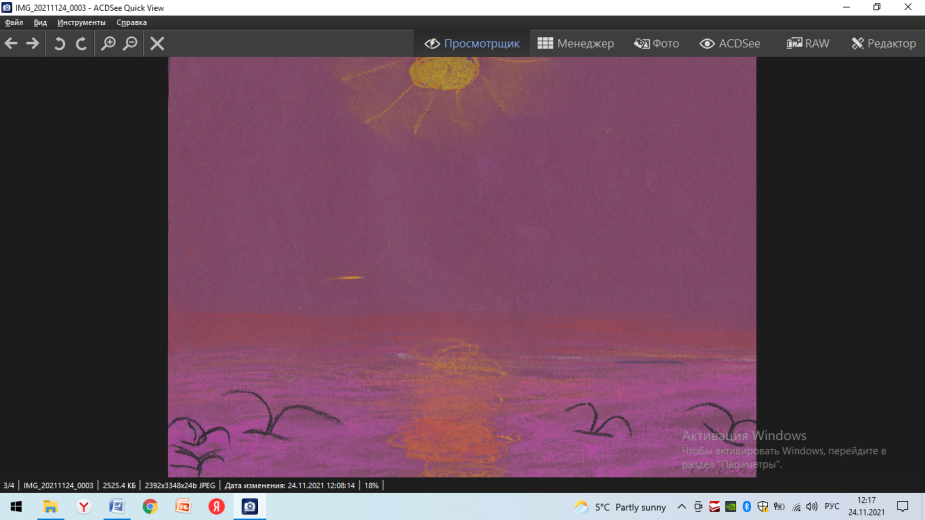 IMG_20211124_0003 - ACDSee Quick View
Файл Вид Инструменты Справка
Просмотрщик Менеджер Фото ACDSee RAW Редактор
Активация Windows
Чтобы активировать Windows, перейдите в
раздел "Параметры".
3/4 IMG_20211124_0003 2525.4 КБ 2392x3348x24b JPEG Дата изменения: 24.11.2021 12:08:14 18%
5°C Partly sunny РУС 12:17
24.11.2021